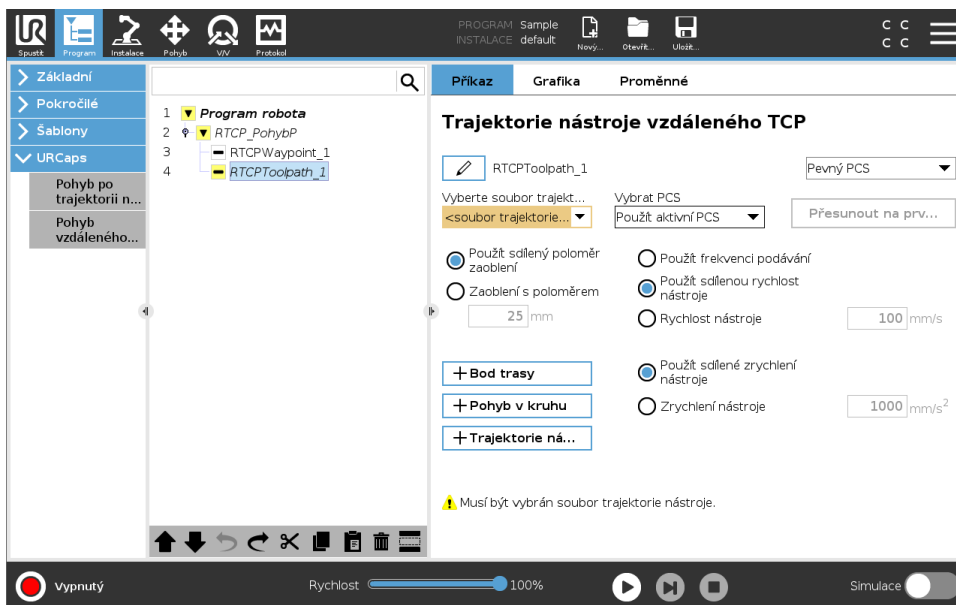 PROGRAM Sample
INSTALACE default
Spustit Program Instalace Pohyb V/V Protokol Nový... Otevřít... Uložit...
C C
C C
Základní
Pokročilé
Šablony
URCaps
Pohyb po
trajektorii n...
Pohyb
vzdáleného...
1 Program robota
2 RTCP_PohybP
3 RTCPWaypoint_1
4 RTCPToolpath_1
Příkaz Grafika Proměnné
Trajektorie nástroje vzdáleného TCP
RTCPToolpath_1 Pevný PCS
Vyberte soubor trajekt... Vybrat PCS
<soubor trajektorie... Použít aktivní PCS Přesunout na prv...
Použít sdílený poloměr
zaoblení
Zaoblení s poloměrem
25 mm
Použít frekvenci podávání
Použít sdílenou rychlost
nástroje
Rychlost nástroje 100 mm/s
Bod trasy
Pohyb v kruhu
Trajektorie ná...
Použít sdílené zrychlení
nástroje
Zrychlení nástroje 1000 mm/s²
Musí být vybrán soubor trajektorie nástroje.
Vypnutý Rychlost 100% Simulace